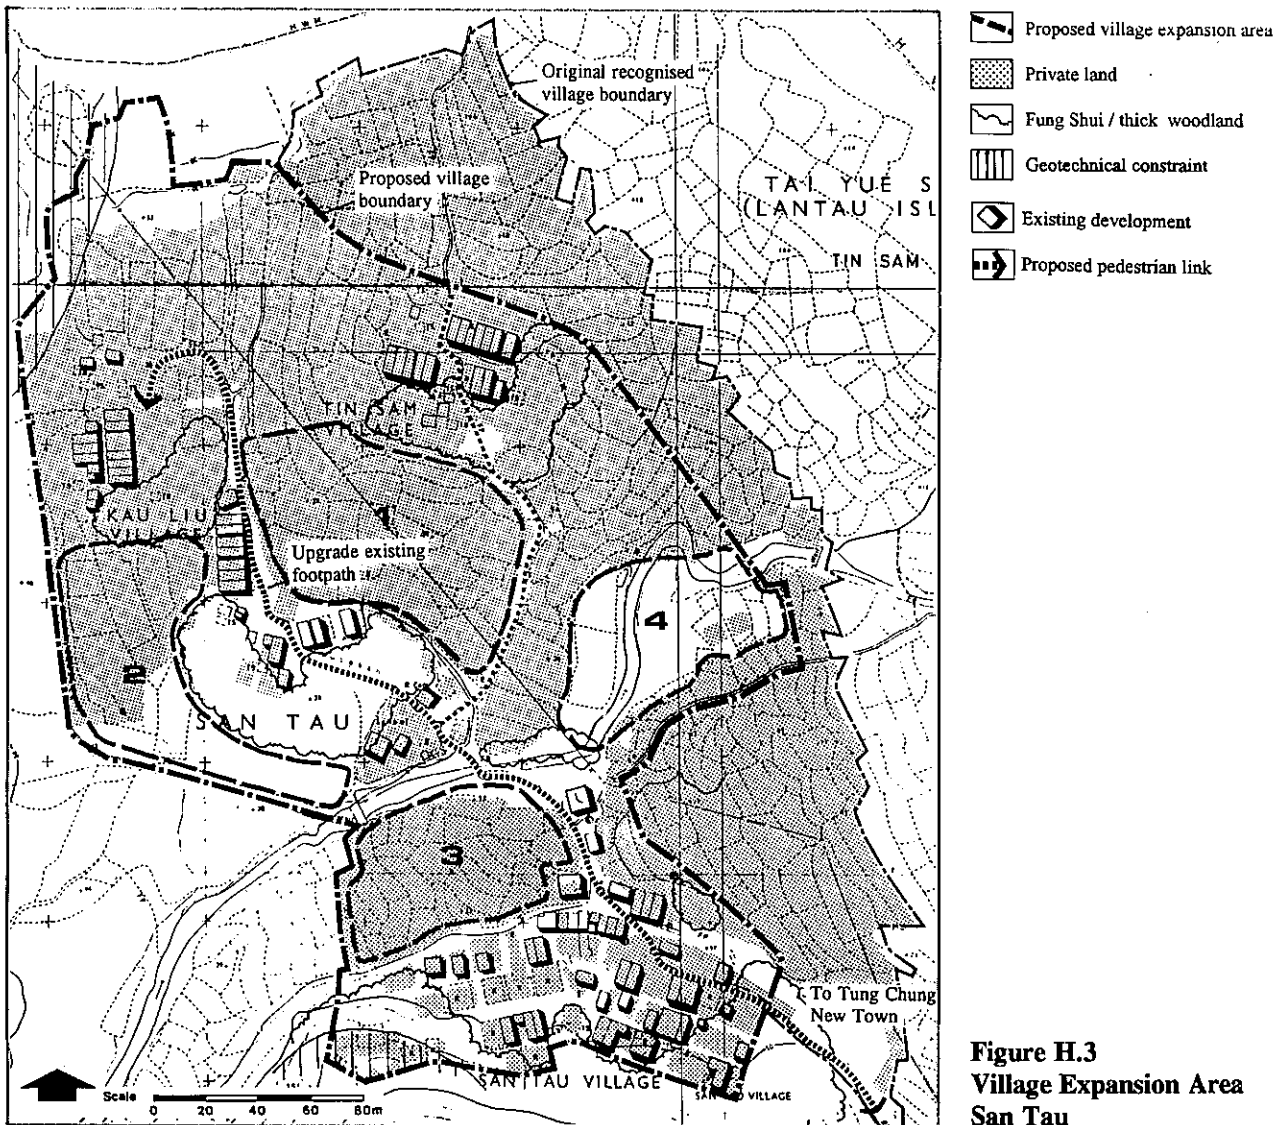 Proposed village expansion area
Private land
Fung Shui / thick woodland
Geotechnical constraint
Existing development
Proposed pedestrian link
Original recognised
village boundary
Proposed village
boundary
TAI YUE S
(LANTAU ISL
TIN SAM
TIN SAM
VILLAGE
KAU LIU
VILLAGE
1
Upgrade existing
footpath
2
4
SAN TAU
3
To Tung Chung
New Town
SAN TAU VILLAGE
VILLAGE
Scale 0 20 40 60 80m
Figure H.3
Village Expansion Area
San Tau